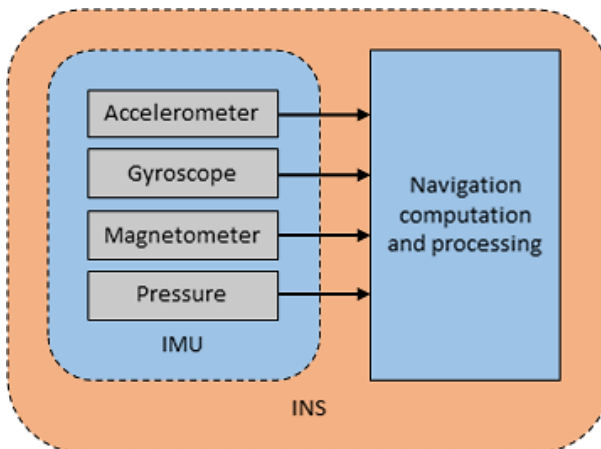 Accelerometer
Gyroscope
Magnetometer
Pressure
IMU
Navigation
computation
and processing
INS